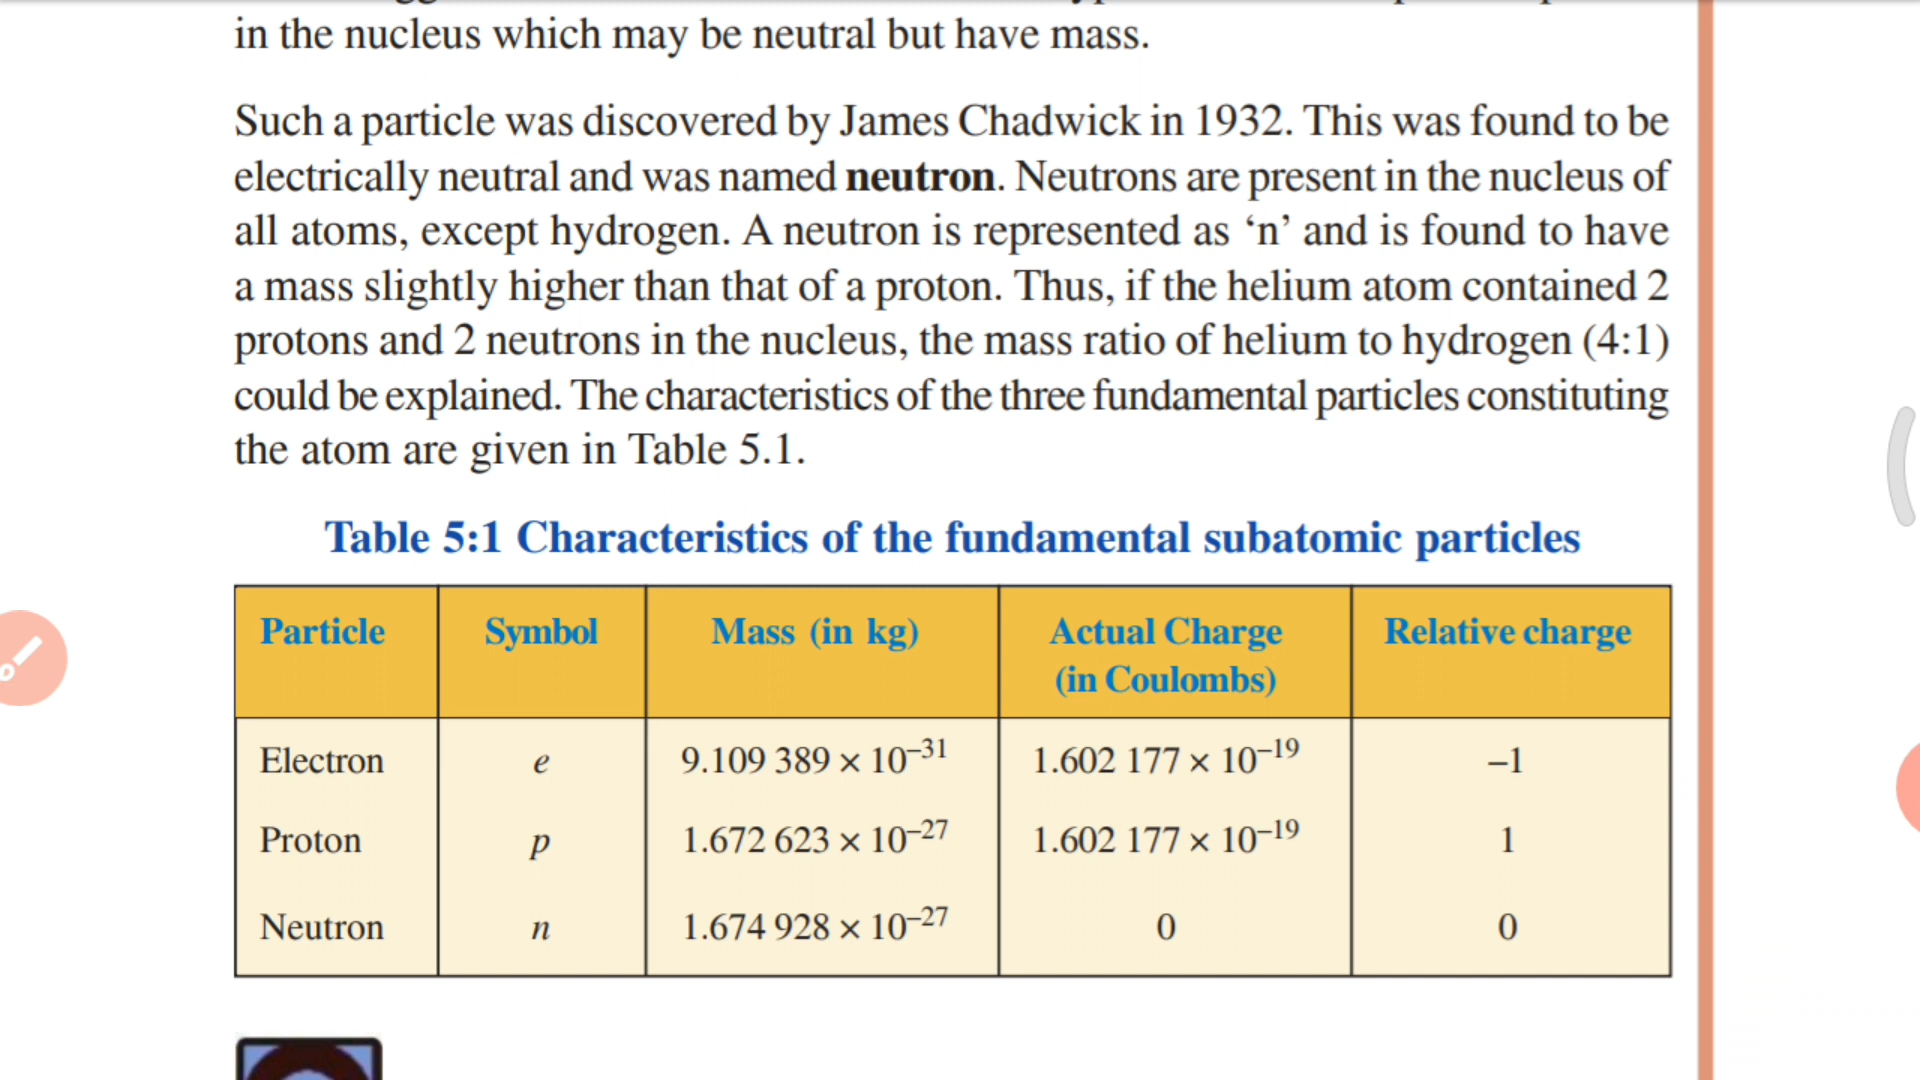 in the nucleus which may be neutral but have mass.
Such a particle was discovered by James Chadwick in 1932. This was found to be
electrically neutral and was named neutron. Neutrons are present in the nucleus of
all atoms, except hydrogen. A neutron is represented as ‘n’ and is found to have
a mass slightly higher than that of a proton. Thus, if the helium atom contained 2
protons and 2 neutrons in the nucleus, the mass ratio of helium to hydrogen (4:1)
could be explained. The characteristics of the three fundamental particles constituting
the atom are given in Table 5.1.
Table 5:1 Characteristics of the fundamental subatomic particles
Particle Symbol Mass (in kg) Actual Charge Relative charge
(in Coulombs)
Electron e 9.109 389 × 10⁻³¹ 1.602 177 × 10⁻¹⁹ –1
Proton p 1.672 623 × 10⁻²⁷ 1.602 177 × 10⁻¹⁹ 1
Neutron n 1.674 928 × 10⁻²⁷ 0 0